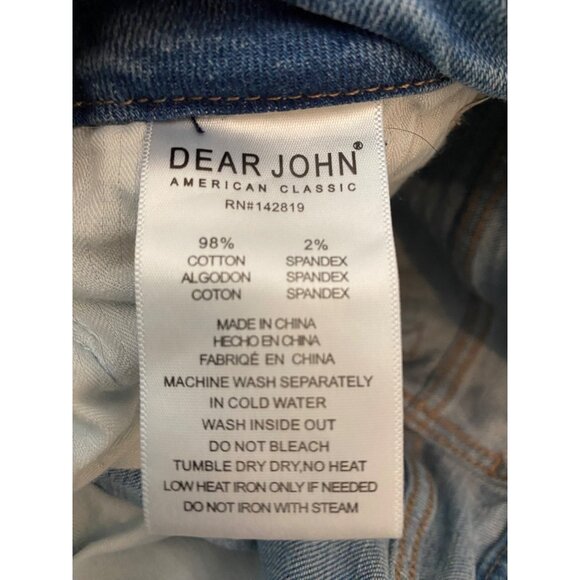 DEAR JOHN®
AMERICAN CLASSIC
RN#142819
98% 2%
COTTON SPANDEX
ALGODON SPANDEX
COTON SPANDEX
MADE IN CHINA
HECHO EN CHINA
FABRIQÉ EN CHINA
MACHINE WASH SEPARATELY
IN COLD WATER
WASH INSIDE OUT
DO NOT BLEACH
TUMBLE DRY DRY,NO HEAT
LOW HEAT IRON ONLY IF NEEDED
DO NOT IRON WITH STEAM